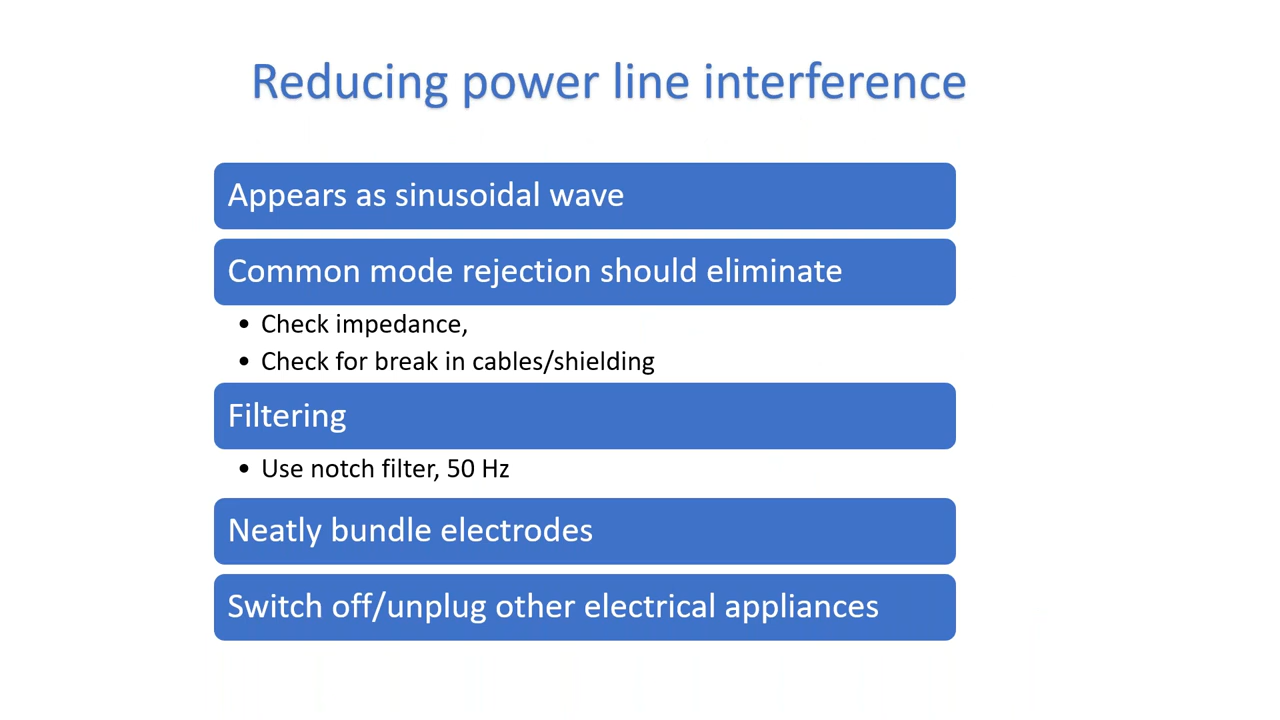 Reducing power line interference
Appears as sinusoidal wave
Common mode rejection should eliminate
• Check impedance,
• Check for break in cables/shielding
Filtering
• Use notch filter, 50 Hz
Neatly bundle electrodes
Switch off/unplug other electrical appliances